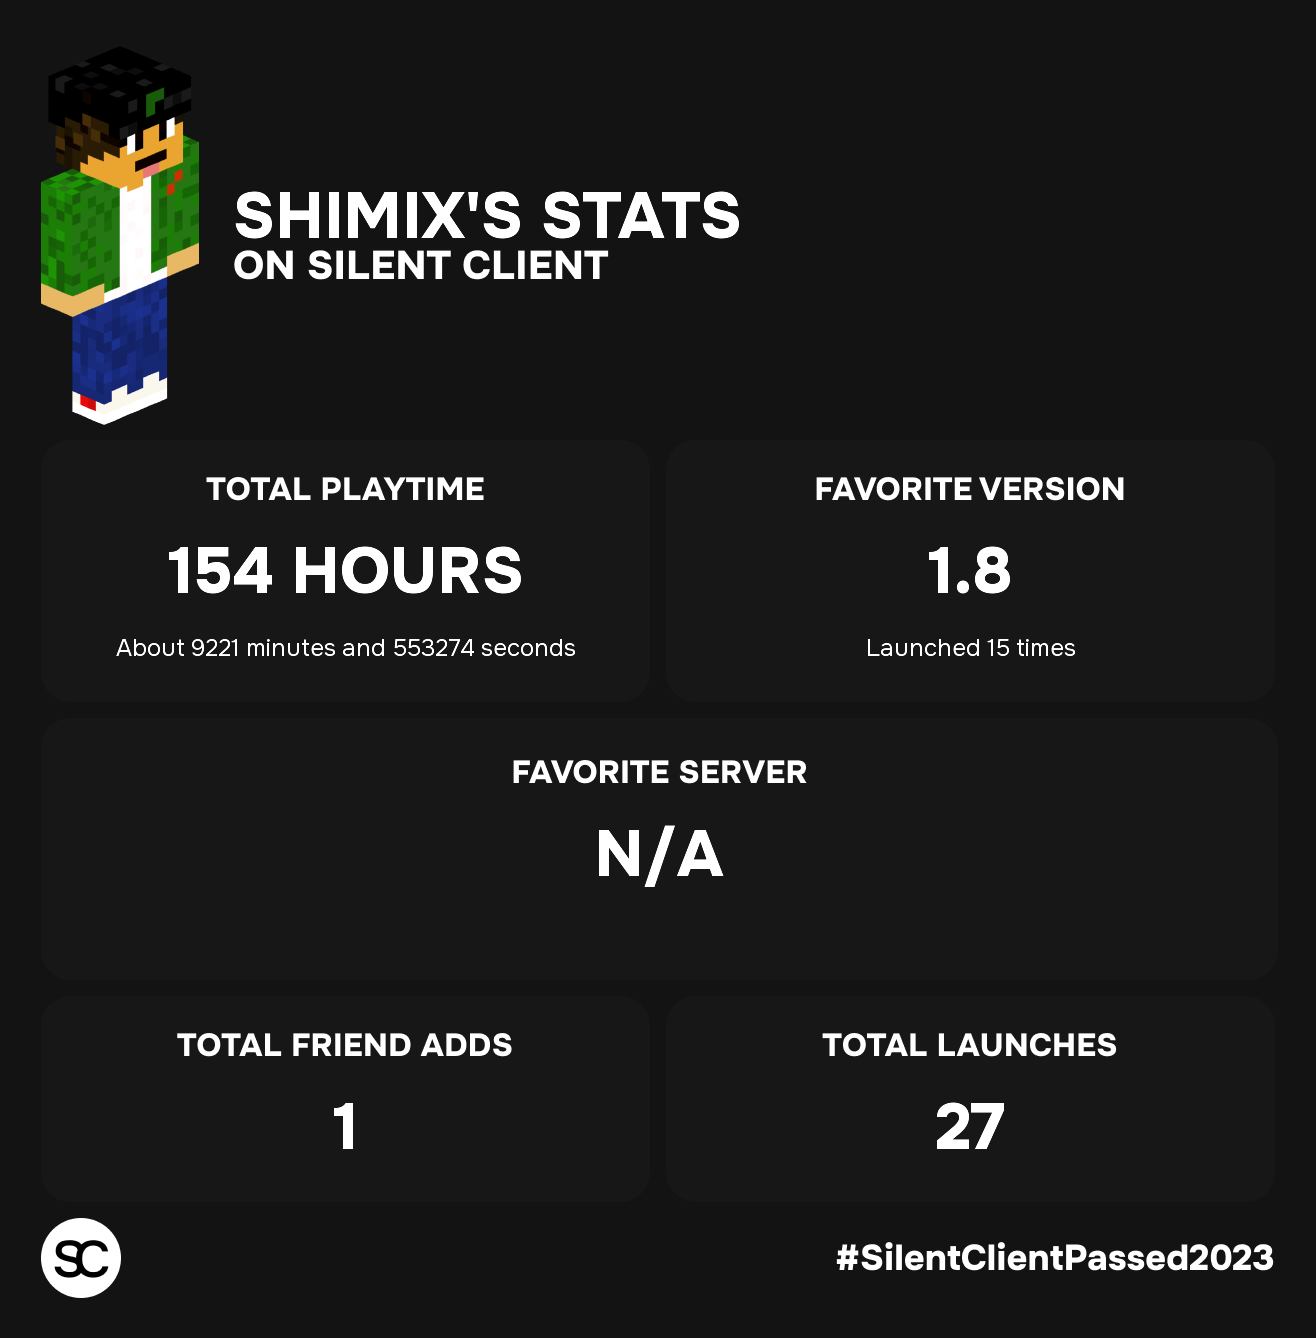 SHIMIX'S STATS
ON SILENT CLIENT
TOTAL PLAYTIME
154 HOURS
About 9221 minutes and 553274 seconds
FAVORITE VERSION
1.8
Launched 15 times
FAVORITE SERVER
N/A
TOTAL FRIEND ADDS
1
TOTAL LAUNCHES
27
SC
#SilentClientPassed2023